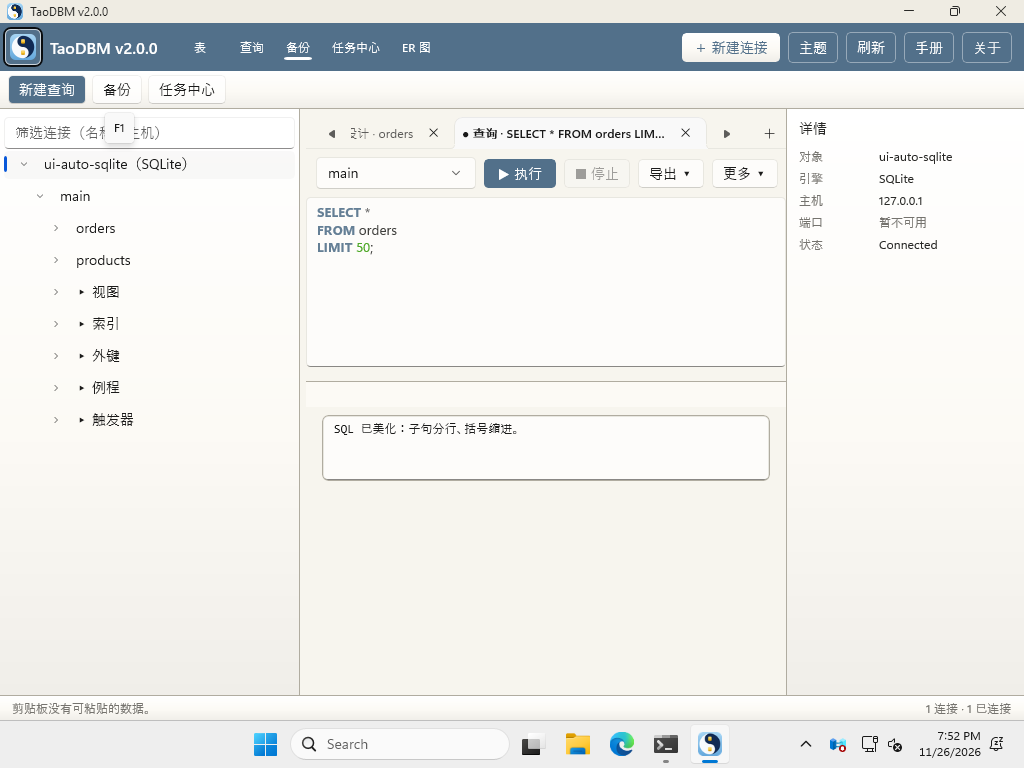 TaoDBM v2.0.0
TaoDBM v2.0.0
表
查询
备份
任务中心
ER 图
+ 新建连接
主题
刷新
手册
关于
新建查询
备份
任务中心
筛选连接（名称
主机）
F1
ui-auto-sqlite（SQLite）
main
orders
products
视图
索引
外键
例程
触发器
设计 · orders
• 查询 · SELECT * FROM orders LIM...
main
执行
停止
导出
更多
SELECT *
FROM orders
LIMIT 50;
SQL 已美化：子句分行、括号缩进。
详情
对象 ui-auto-sqlite
引擎 SQLite
主机 127.0.0.1
端口 暂不可用
状态 Connected
剪贴板没有可粘贴的数据。
1 连接 · 1 已连接
Search
7:52 PM
11/26/2026